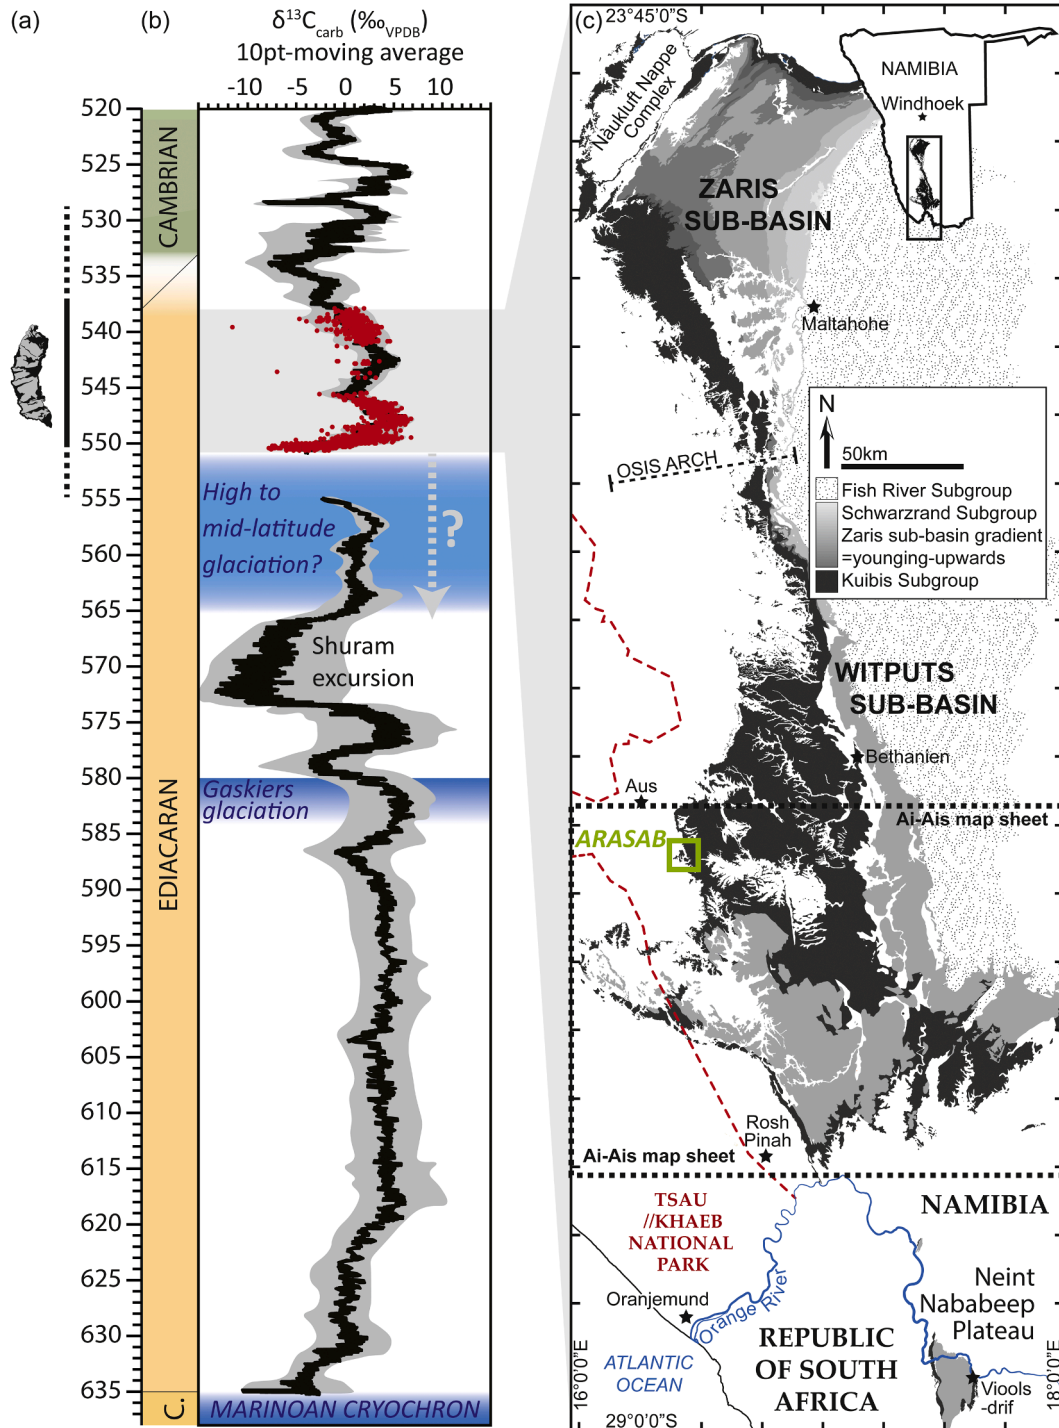 (a)
(b)
δ¹³C_carb (‰_VPDB)
10pt-moving average
-10 -5 0 5 10
520
525
530
535
540
545
550
555
560
565
570
575
580
585
590
595
600
605
610
615
620
625
630
635
CAMBRIAN
EDIACARAN
C.
High to
mid-latitude
glaciation?
?
Shuram
excursion
Gaskiers
glaciation
MARINOAN CRYOCHRON
(c)
23°45'0"S
Naukluft Nappe
Complex
NAMIBIA
Windhoek
ZARIS
SUB-BASIN
Maltahohe
OSIS ARCH
N
50km
Fish River Subgroup
Schwarzrand Subgroup
Zaris sub-basin gradient
=younging-upwards
Kuibis Subgroup
WITPUTS
SUB-BASIN
Bethanien
Aus
Ai-Ais map sheet
ARASAB
Rosh
Pinah
Ai-Ais map sheet
TSAU
//KHAEB
NATIONAL
PARK
NAMIBIA
Neint
Nababeep
Plateau
Oranjemund
Orange River
REPUBLIC
OF SOUTH
AFRICA
ATLANTIC
OCEAN
Viools
-drif
16°0'0"E
29°0'0"S
18°0'0"E